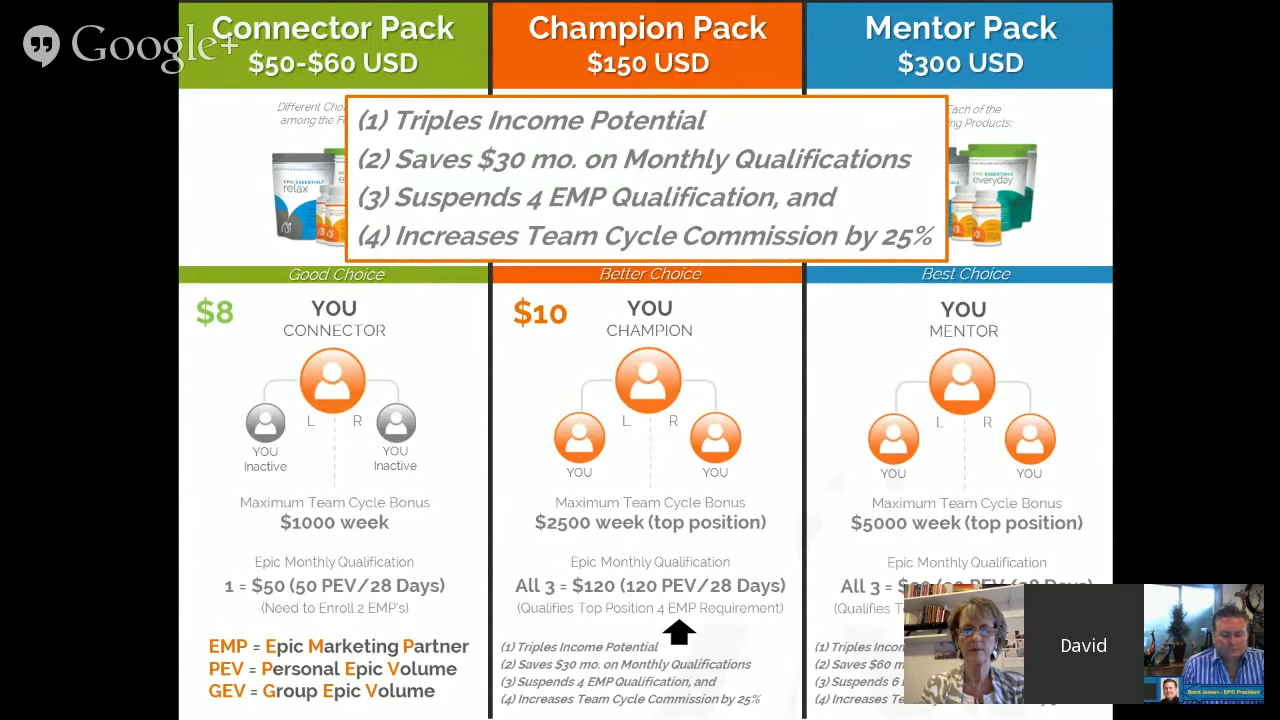 Google+
Connector Pack
$50-$60 USD
Champion Pack
$150 USD
Mentor Pack
$300 USD
Different
among the
Each of the
Products:
(1) Triples Income Potential
(2) Saves $30 mo. on Monthly Qualifications
(3) Suspends 4 EMP Qualification, and
(4) Increases Team Cycle Commission by 25%
EPIC ESSENTIALS
relax
EPIC ESSENTIALS
everyday
Good Choice
Better Choice
Best Choice
$8
YOU
CONNECTOR
L
R
YOU
Inactive
YOU
Inactive
Maximum Team Cycle Bonus
$1000 week
Epic Monthly Qualification
1 = $50 (50 PEV/28 Days)
(Need to Enroll 2 EMP's)
EMP = Epic Marketing Partner
PEV = Personal Epic Volume
GEV = Group Epic Volume
$10
YOU
CHAMPION
L
R
YOU
YOU
Maximum Team Cycle Bonus
$2500 week (top position)
Epic Monthly Qualification
All 3 = $120 (120 PEV/28 Days)
(Qualifies Top Position 4 EMP Requirement)
(1) Triples Income Potential
(2) Saves $30 mo. on Monthly Qualifications
(3) Suspends 4 EMP Qualification, and
(4) Increases Team Cycle Commission by 25%
YOU
MENTOR
L
R
YOU
YOU
Maximum Team Cycle Bonus
$5000 week (top position)
Epic Monthly Qualification
All 3 =
(Qualifies
(1) Triples
(2) Saves $60
(3) Suspends 6
(4) Increases
David
Brent Jensen - EPIC President